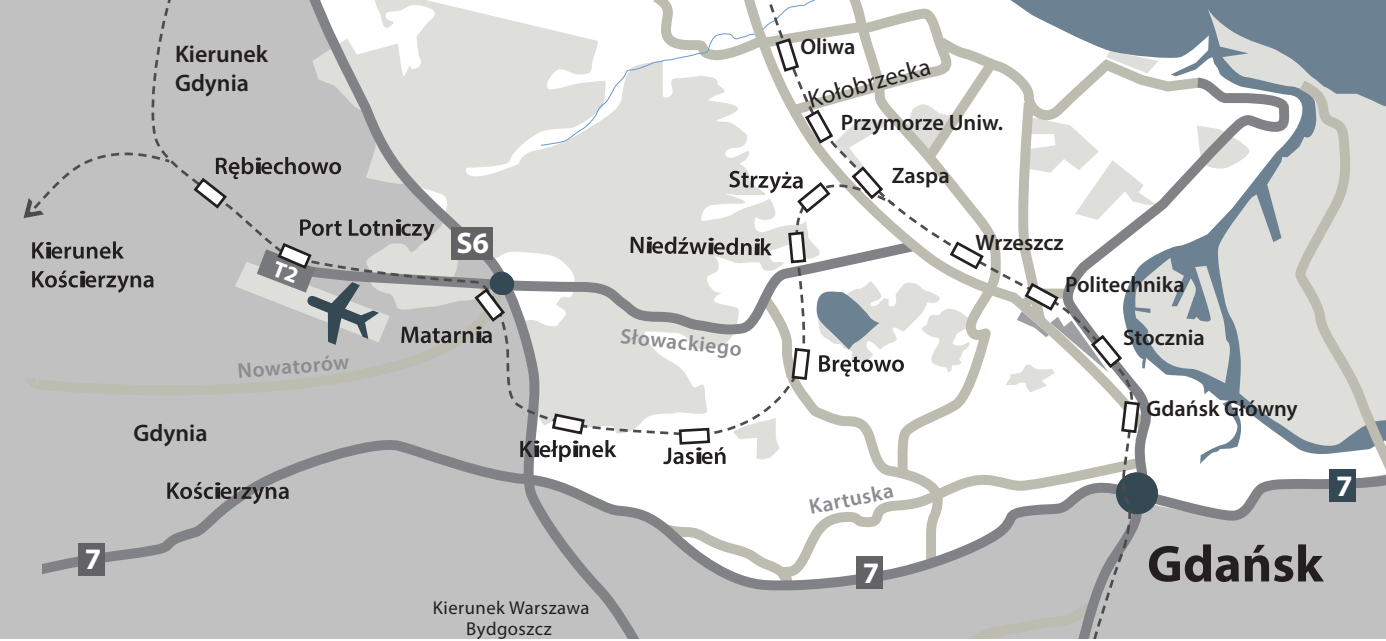 Oliwa
Kierunek
Gdynia
Kołobrzeska
Przymorze Uniw.
Rębiechowo
Strzyża
Zaspa
Port Lotniczy
S6
Niedźwiednik
Wrzeszcz
Kierunek
Kościerzyna
T2
Politechnika
Matarnia
Słowackiego
Stocznia
Nowatorów
Brętowo
Gdańsk Główny
Gdynia
Kiełpinek
Jasień
Kościerzyna
Kartuska
7
7
7
Gdańsk
Kierunek Warszawa
Bydgoszcz